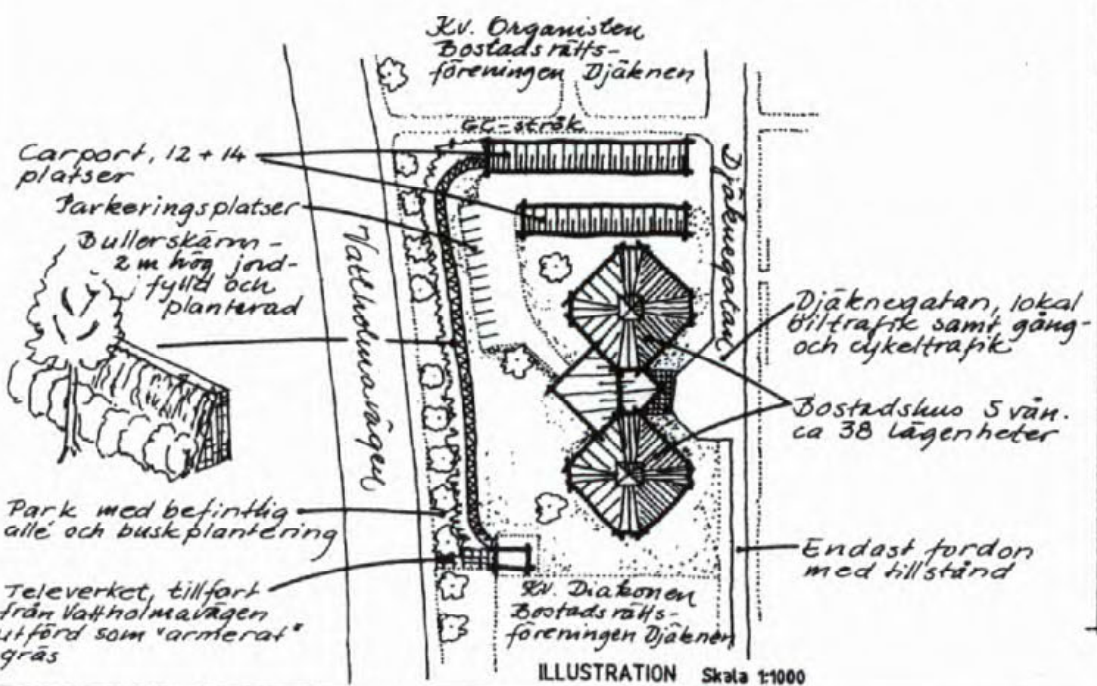 Kv. Organisten
Bostadsrätts-
föreningen Djäknen
GC-stråk
Carport, 12 + 14
platser
Parkeringsplatser
Bullerskärm -
2 m hög jord-
fylld och
planterad
Vattholmavägen
Djäknegatan
Djäknegatan, lokal
biltrafik samt gång-
och cykeltrafik
Bostadshus 5 vån.
ca 38 lägenheter
Park med befintlig
allé och buskplantering
Televerket, tillfart
från Vattholmavägen
utförd som "armerat"
gräs
Endast fordon
med tillstånd
Kv. Diakonen
Bostadsrätts-
föreningen Djäknen
ILLUSTRATION Skala 1:1000